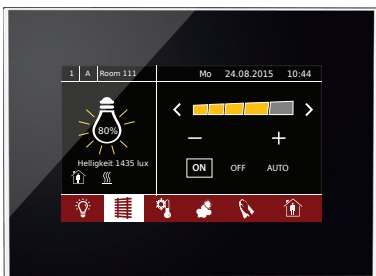 1 A Room 111 Mo 24.08.2015 10:44
80%
Helligkeit 1435 lux
ON OFF AUTO